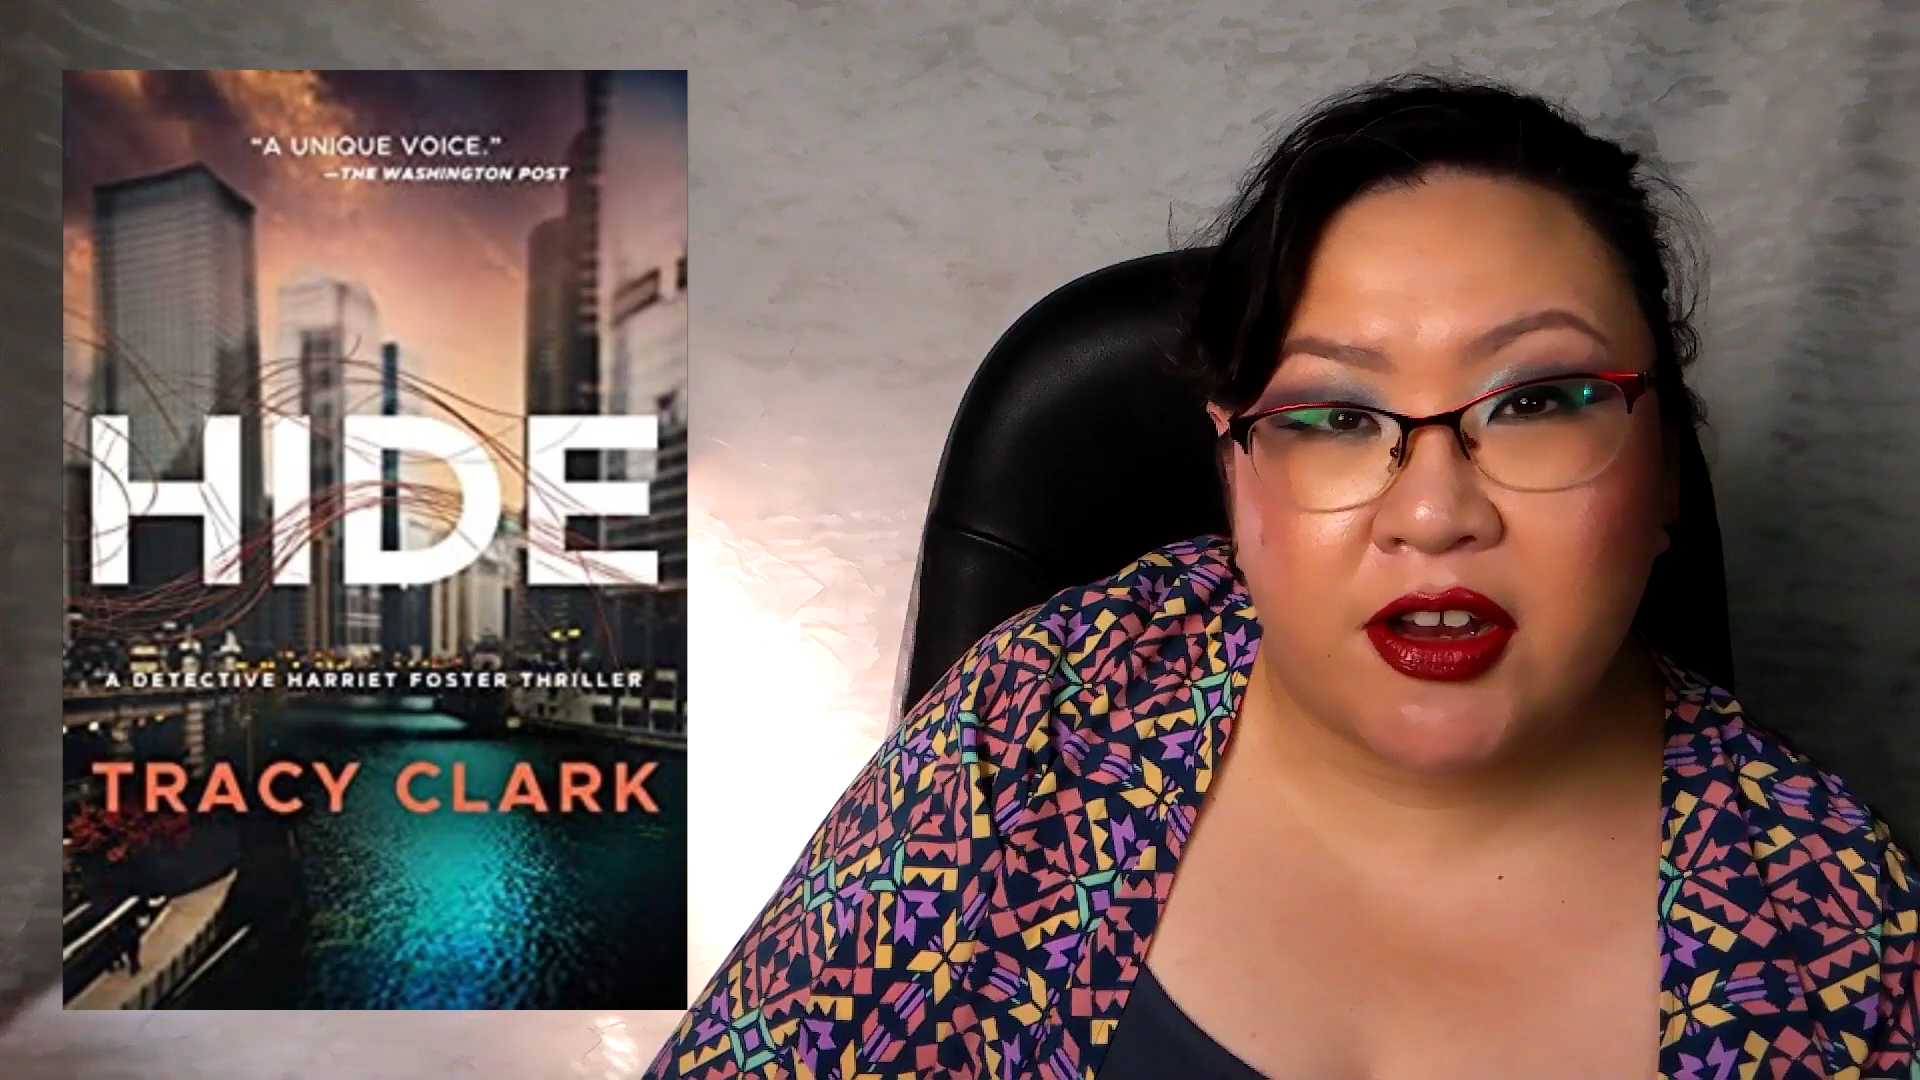 “A UNIQUE VOICE.”
—THE WASHINGTON POST
HIDE
A DETECTIVE HARRIET FOSTER THRILLER
TRACY CLARK